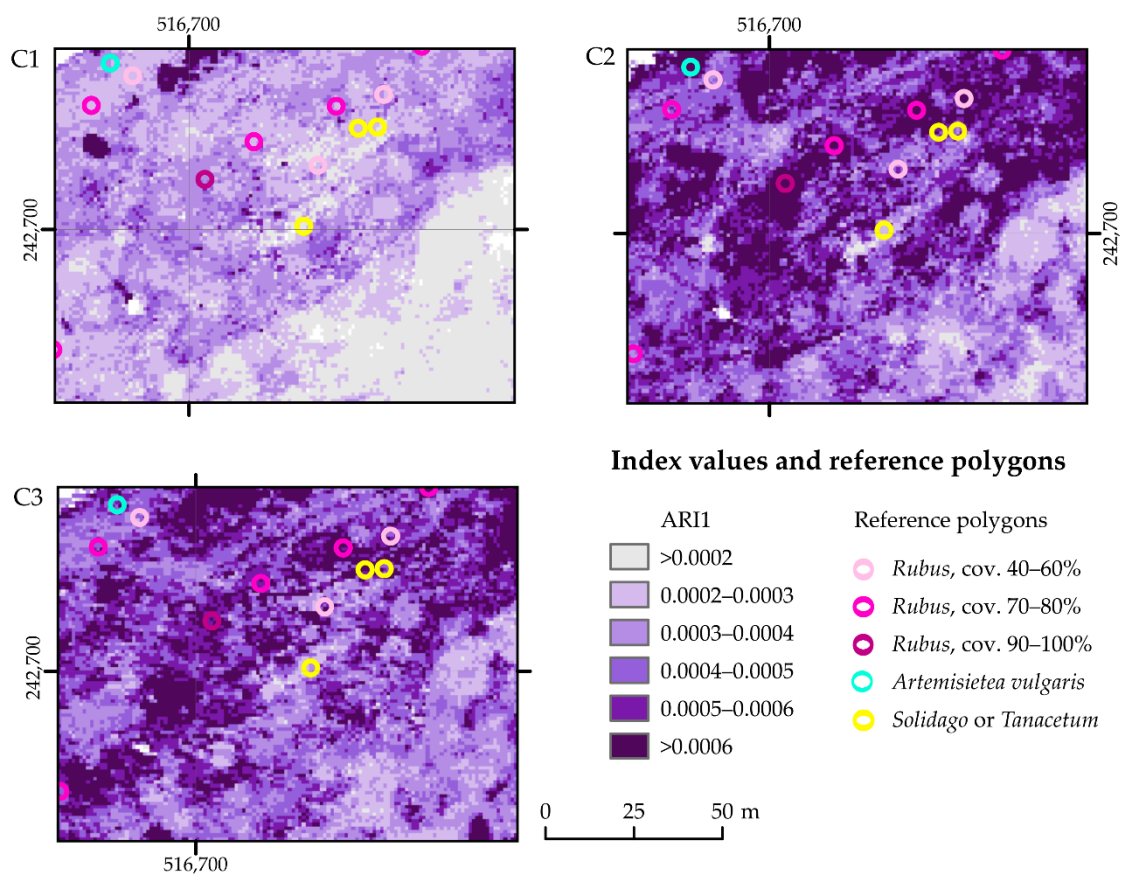 516,700
516,700
C1
C2
242,700
242,700
C3
242,700
516,700
Index values and reference polygons
ARI1
>0.0002
0.0002–0.0003
0.0003–0.0004
0.0004–0.0005
0.0005–0.0006
>0.0006
Reference polygons
Rubus, cov. 40–60%
Rubus, cov. 70–80%
Rubus, cov. 90–100%
Artemisietea vulgaris
Solidago or Tanacetum
0 25 50 m